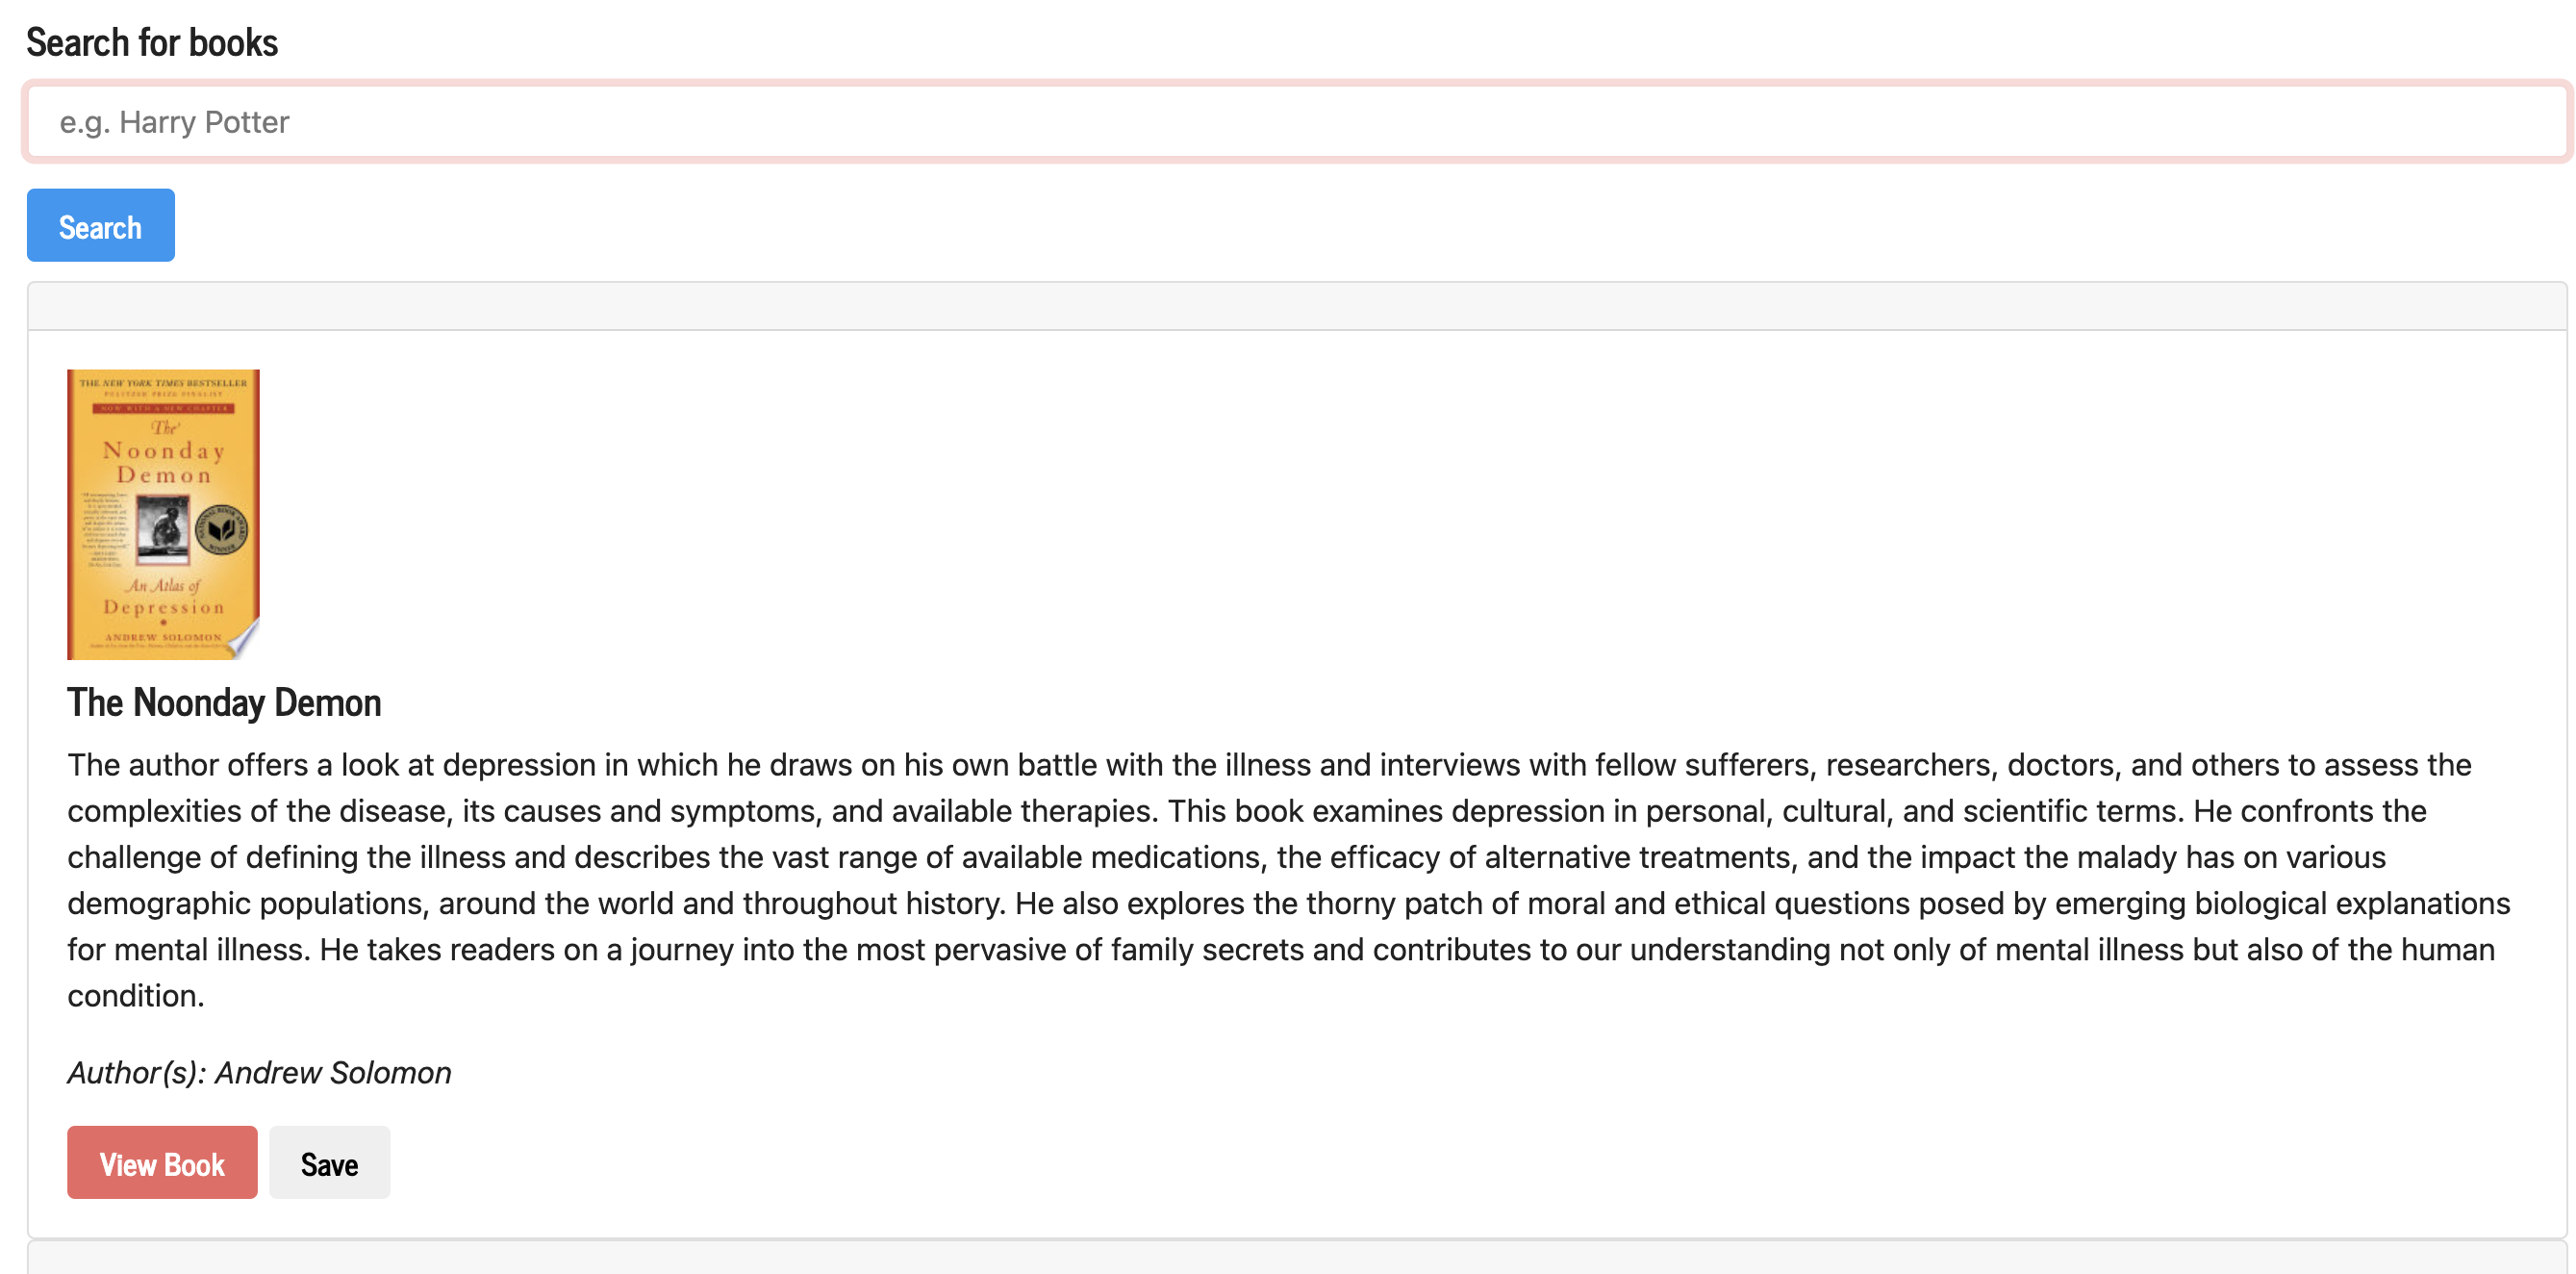 Search for books
e.g. Harry Potter
Search
THE NEW YORK TIMES BESTSELLER
PULITZER PRIZE FINALIST
NOW WITH A NEW CHAPTER
The
Noonday
Demon
NATIONAL BOOK AWARD WINNER
An Atlas of
Depression
ANDREW SOLOMON
The Noonday Demon
The author offers a look at depression in which he draws on his own battle with the illness and interviews with fellow sufferers, researchers, doctors, and others to assess the
complexities of the disease, its causes and symptoms, and available therapies. This book examines depression in personal, cultural, and scientific terms. He confronts the
challenge of defining the illness and describes the vast range of available medications, the efficacy of alternative treatments, and the impact the malady has on various
demographic populations, around the world and throughout history. He also explores the thorny patch of moral and ethical questions posed by emerging biological explanations
for mental illness. He takes readers on a journey into the most pervasive of family secrets and contributes to our understanding not only of mental illness but also of the human
condition.
Author(s): Andrew Solomon
View Book
Save